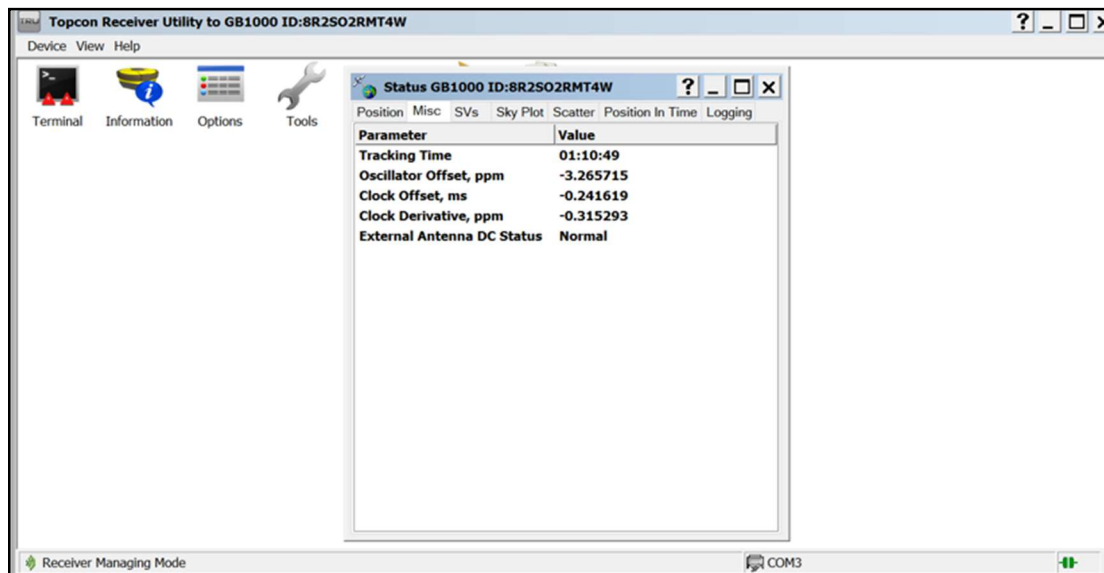 TRU Topcon Receiver Utility to GB1000 ID:8R2SO2RMT4W ? _
Device View Help
Terminal Information Options Tools
Status GB1000 ID:8R2SO2RMT4W ? _
Position Misc SVs Sky Plot Scatter Position In Time Logging
Parameter Value
Tracking Time 01:10:49
Oscillator Offset, ppm -3.265715
Clock Offset, ms -0.241619
Clock Derivative, ppm -0.315293
External Antenna DC Status Normal
Receiver Managing Mode COM3